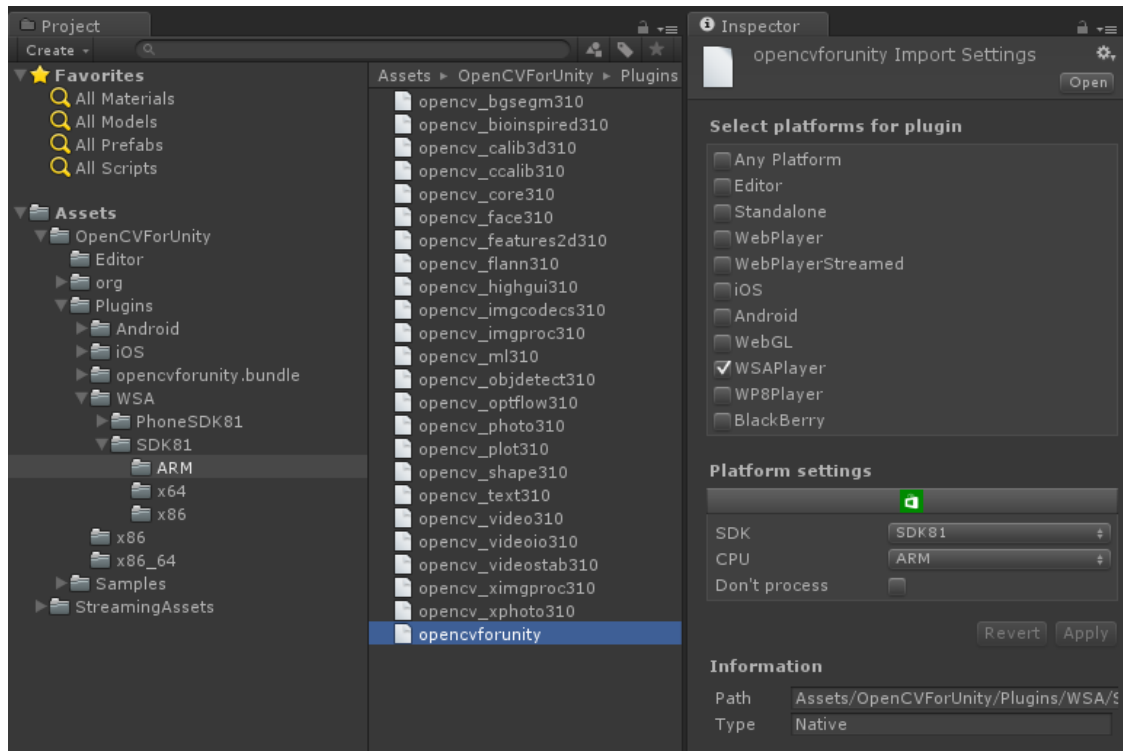 Project
Create
Favorites
All Materials
All Models
All Prefabs
All Scripts
Assets
OpenCVForUnity
Editor
org
Plugins
Android
iOS
opencvforunity.bundle
WSA
PhoneSDK81
SDK81
ARM
x64
x86
x86
x86_64
Samples
StreamingAssets
Assets ▸ OpenCVForUnity ▸ Plugins
opencv_bgsegm310
opencv_bioinspired310
opencv_calib3d310
opencv_ccalib310
opencv_core310
opencv_face310
opencv_features2d310
opencv_flann310
opencv_highgui310
opencv_imgcodecs310
opencv_imgproc310
opencv_ml310
opencv_objdetect310
opencv_optflow310
opencv_photo310
opencv_plot310
opencv_shape310
opencv_text310
opencv_video310
opencv_videoio310
opencv_videostab310
opencv_ximgproc310
opencv_xphoto310
opencvforunity
Inspector
opencvforunity Import Settings
Open
Select platforms for plugin
Any Platform
Editor
Standalone
WebPlayer
WebPlayerStreamed
iOS
Android
WebGL
WSAPlayer
WP8Player
BlackBerry
Platform settings
SDK SDK81
CPU ARM
Don't process
Revert Apply
Information
Path Assets/OpenCVForUnity/Plugins/WSA/S
Type Native